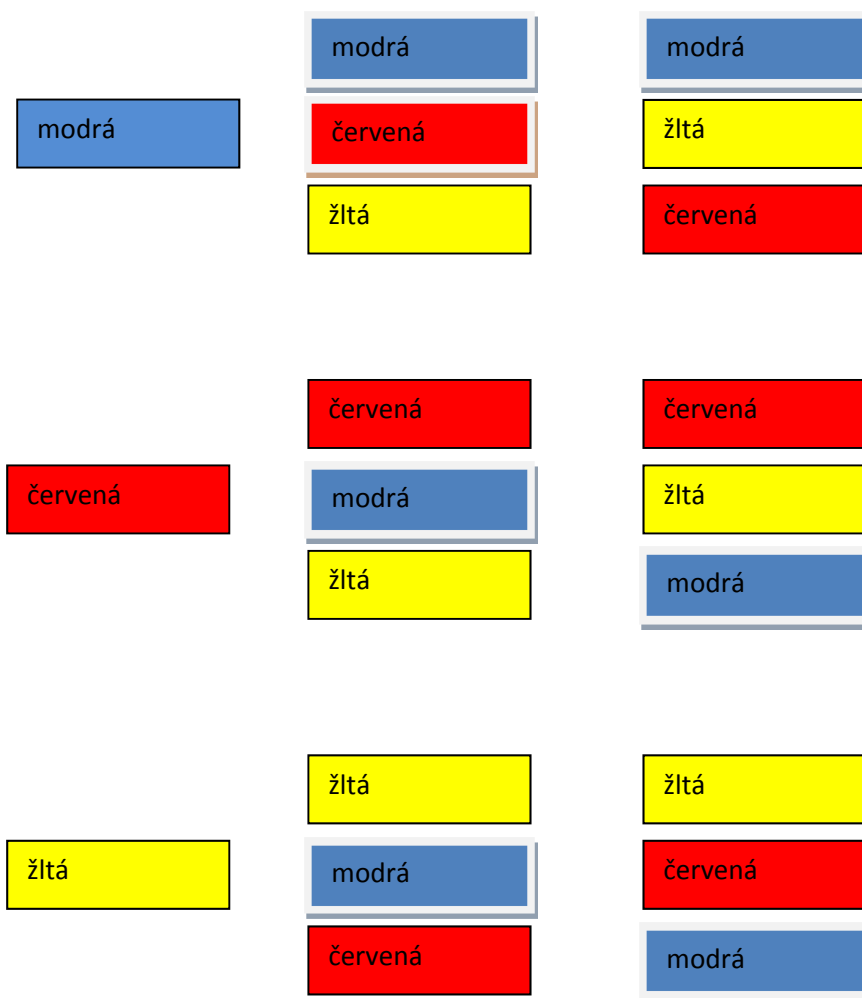 modrá modrá
modrá červená žltá
žltá červená
červená červená
červená modrá žltá
žltá modrá
žltá žltá
žltá modrá červená
červená modrá